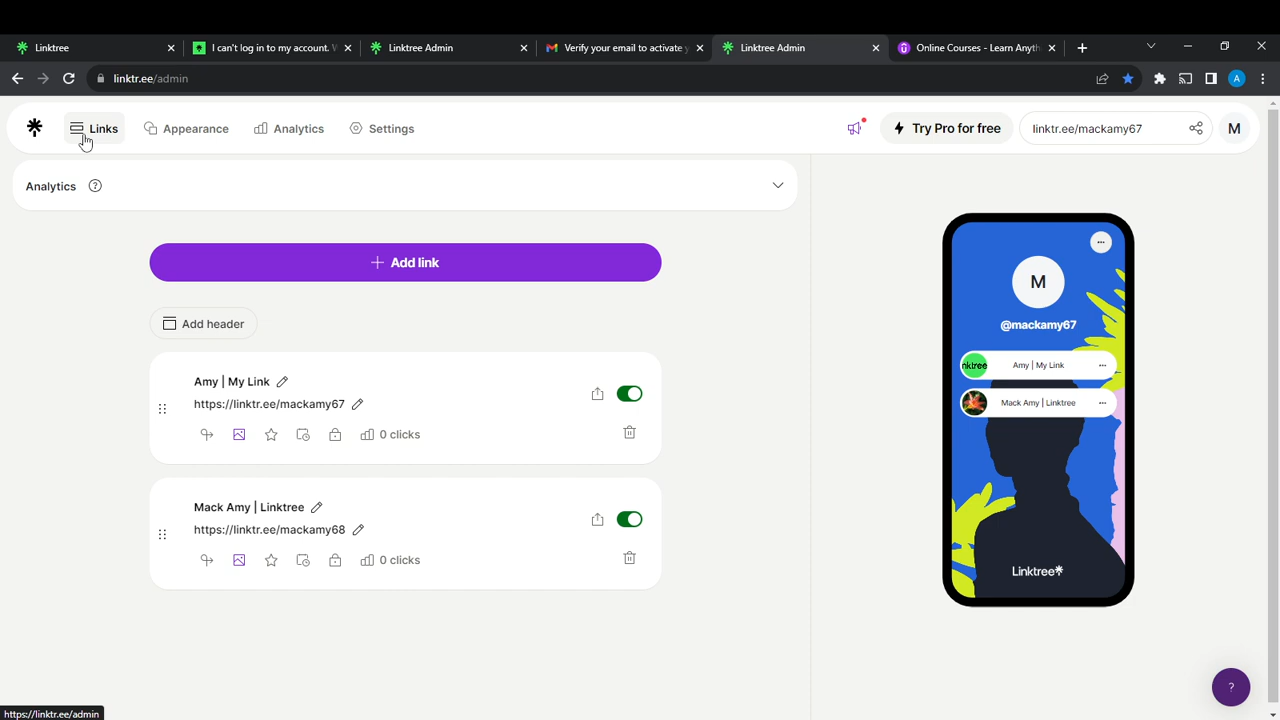 Linktree
I can't log in to my account. W
Linktree Admin
Verify your email to activate y
Linktree Admin
Online Courses - Learn Anyth
linktr.ee/admin
A
Links
Appearance
Analytics
Settings
Try Pro for free
linktr.ee/mackamy67
M
Analytics ?
+ Add link
Add header
Amy | My Link
https://linktr.ee/mackamy67
0 clicks
Mack Amy | Linktree
https://linktr.ee/mackamy68
0 clicks
M
@mackamy67
nktree
Amy | My Link
Mack Amy | Linktree
Linktree
?
https://linktr.ee/admin